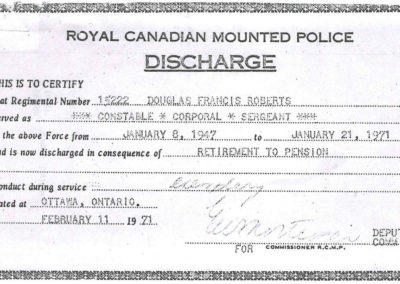 ROYAL CANADIAN MOUNTED POLICE
DISCHARGE
HIS IS TO CERTIFY
at Regimental Number 15222 DOUGLAS FRANCIS ROBERTS
erved as *** CONSTABLE * CORPORAL * SERGEANT ***
the above Force from JANUARY 8, 1947 to JANUARY 21, 1971
nd is now discharged in consequence of RETIREMENT TO PENSION
onduct during service exemplary
ated at OTTAWA, ONTARIO.
FEBRUARY 11 1971
DEPUT
COMM
FOR COMMISSIONER R.C.M.P.